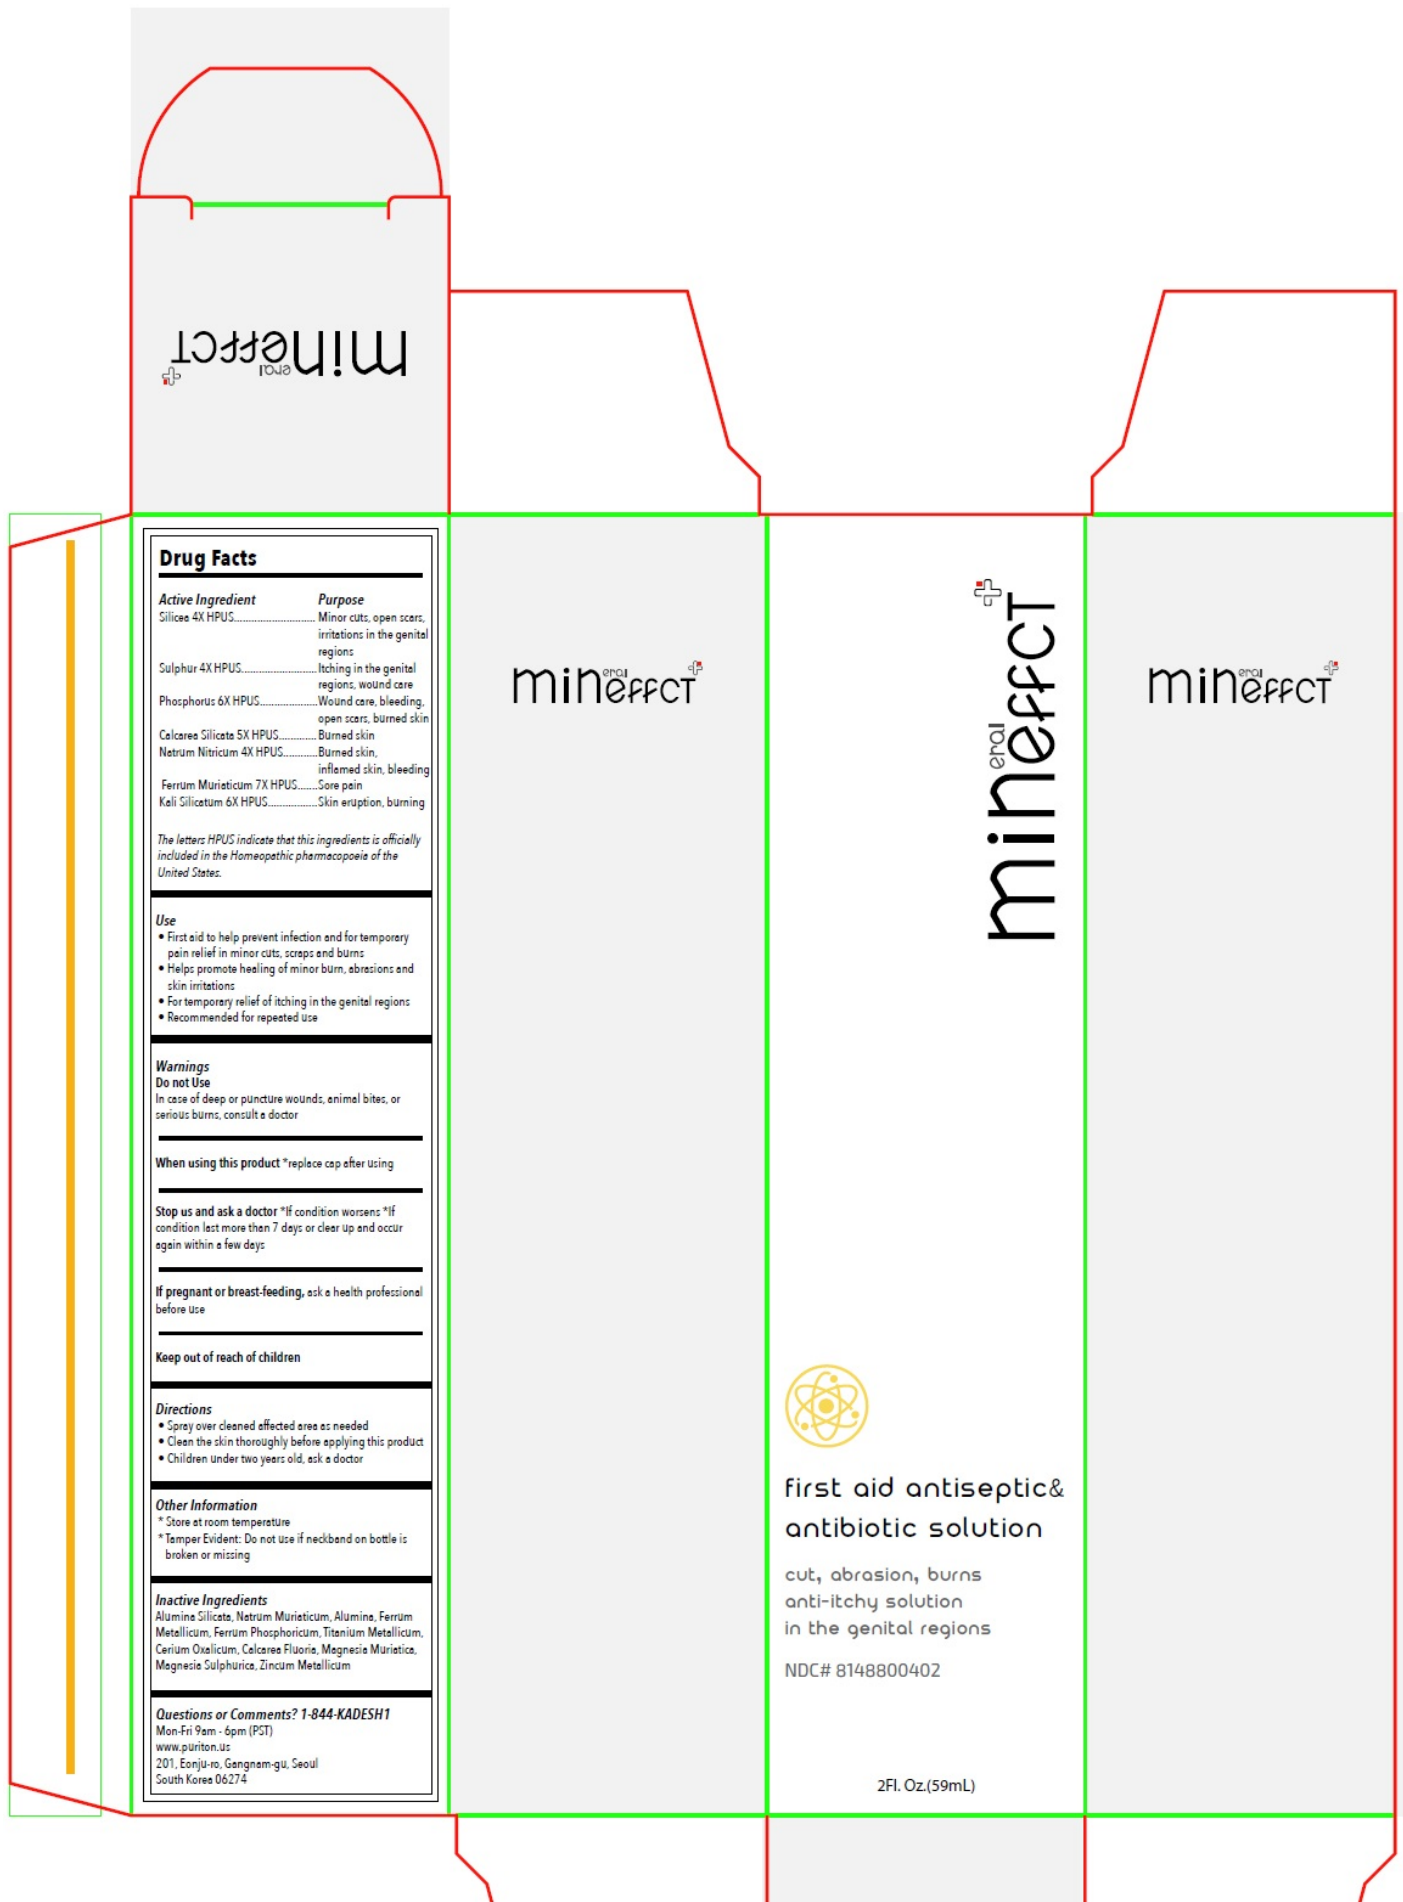 mineral effCT
Drug Facts
Active Ingredient Purpose
Silicea 4X HPUS............................ Minor cuts, open scars,
irritations in the genital
regions
Sulphur 4X HPUS.......................... Itching in the genital
regions, wound care
Phosphorus 6X HPUS.................... Wound care, bleeding,
open scars, burned skin
Calcarea Silicata 5X HPUS............. Burned skin
Natrum Nitricum 4X HPUS............ Burned skin,
inflamed skin, bleeding
Ferrum Muriaticum 7X HPUS....... Sore pain
Kali Silicatum 6X HPUS................. Skin eruption, burning
The letters HPUS indicate that this ingredients is officially
included in the Homeopathic pharmacopoeia of the
United States.
Use
• First aid to help prevent infection and for temporary
pain relief in minor cuts, scraps and burns
• Helps promote healing of minor burn, abrasions and
skin irritations
• For temporary relief of itching in the genital regions
• Recommended for repeated use
Warnings
Do not Use
In case of deep or puncture wounds, animal bites, or
serious burns, consult a doctor
When using this product *replace cap after using
Stop us and ask a doctor *If condition worsens *If
condition last more than 7 days or clear up and occur
again within a few days
If pregnant or breast-feeding, ask a health professional
before use
Keep out of reach of children
Directions
• Spray over cleaned affected area as needed
• Clean the skin thoroughly before applying this product
• Children under two years old, ask a doctor
Other Information
* Store at room temperature
* Tamper Evident: Do not use if neckband on bottle is
broken or missing
Inactive Ingredients
Alumina Silicata, Natrum Muriaticum, Alumina, Ferrum
Metallicum, Ferrum Phosphoricum, Titanium Metallicum,
Cerium Oxalicum, Calcarea Fluoria, Magnesia Muriatica,
Magnesia Sulphurica, Zincum Metallicum
Questions or Comments? 1-844-KADESH1
Mon-Fri 9am - 6pm (PST)
www.puriton.us
201, Eonju-ro, Gangnam-gu, Seoul
South Korea 06274
mineral effCT
mineral effCT
first aid antiseptic&
antibiotic solution
cut, abrasion, burns
anti-itchy solution
in the genital regions
NDC# 8148800402
2Fl. Oz.(59mL)
mineral effCT